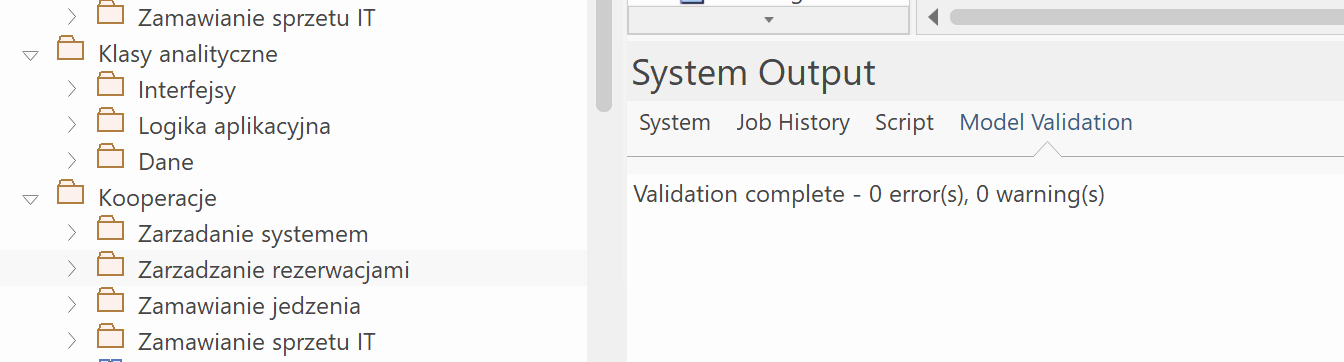 Zamawianie sprzetu IT
Klasy analityczne
Interfejsy
Logika aplikacyjna
Dane
Kooperacje
Zarzadanie systemem
Zarzadzanie rezerwacjami
Zamawianie jedzenia
Zamawianie sprzetu IT
System Output
System Job History Script Model Validation
Validation complete - 0 error(s), 0 warning(s)